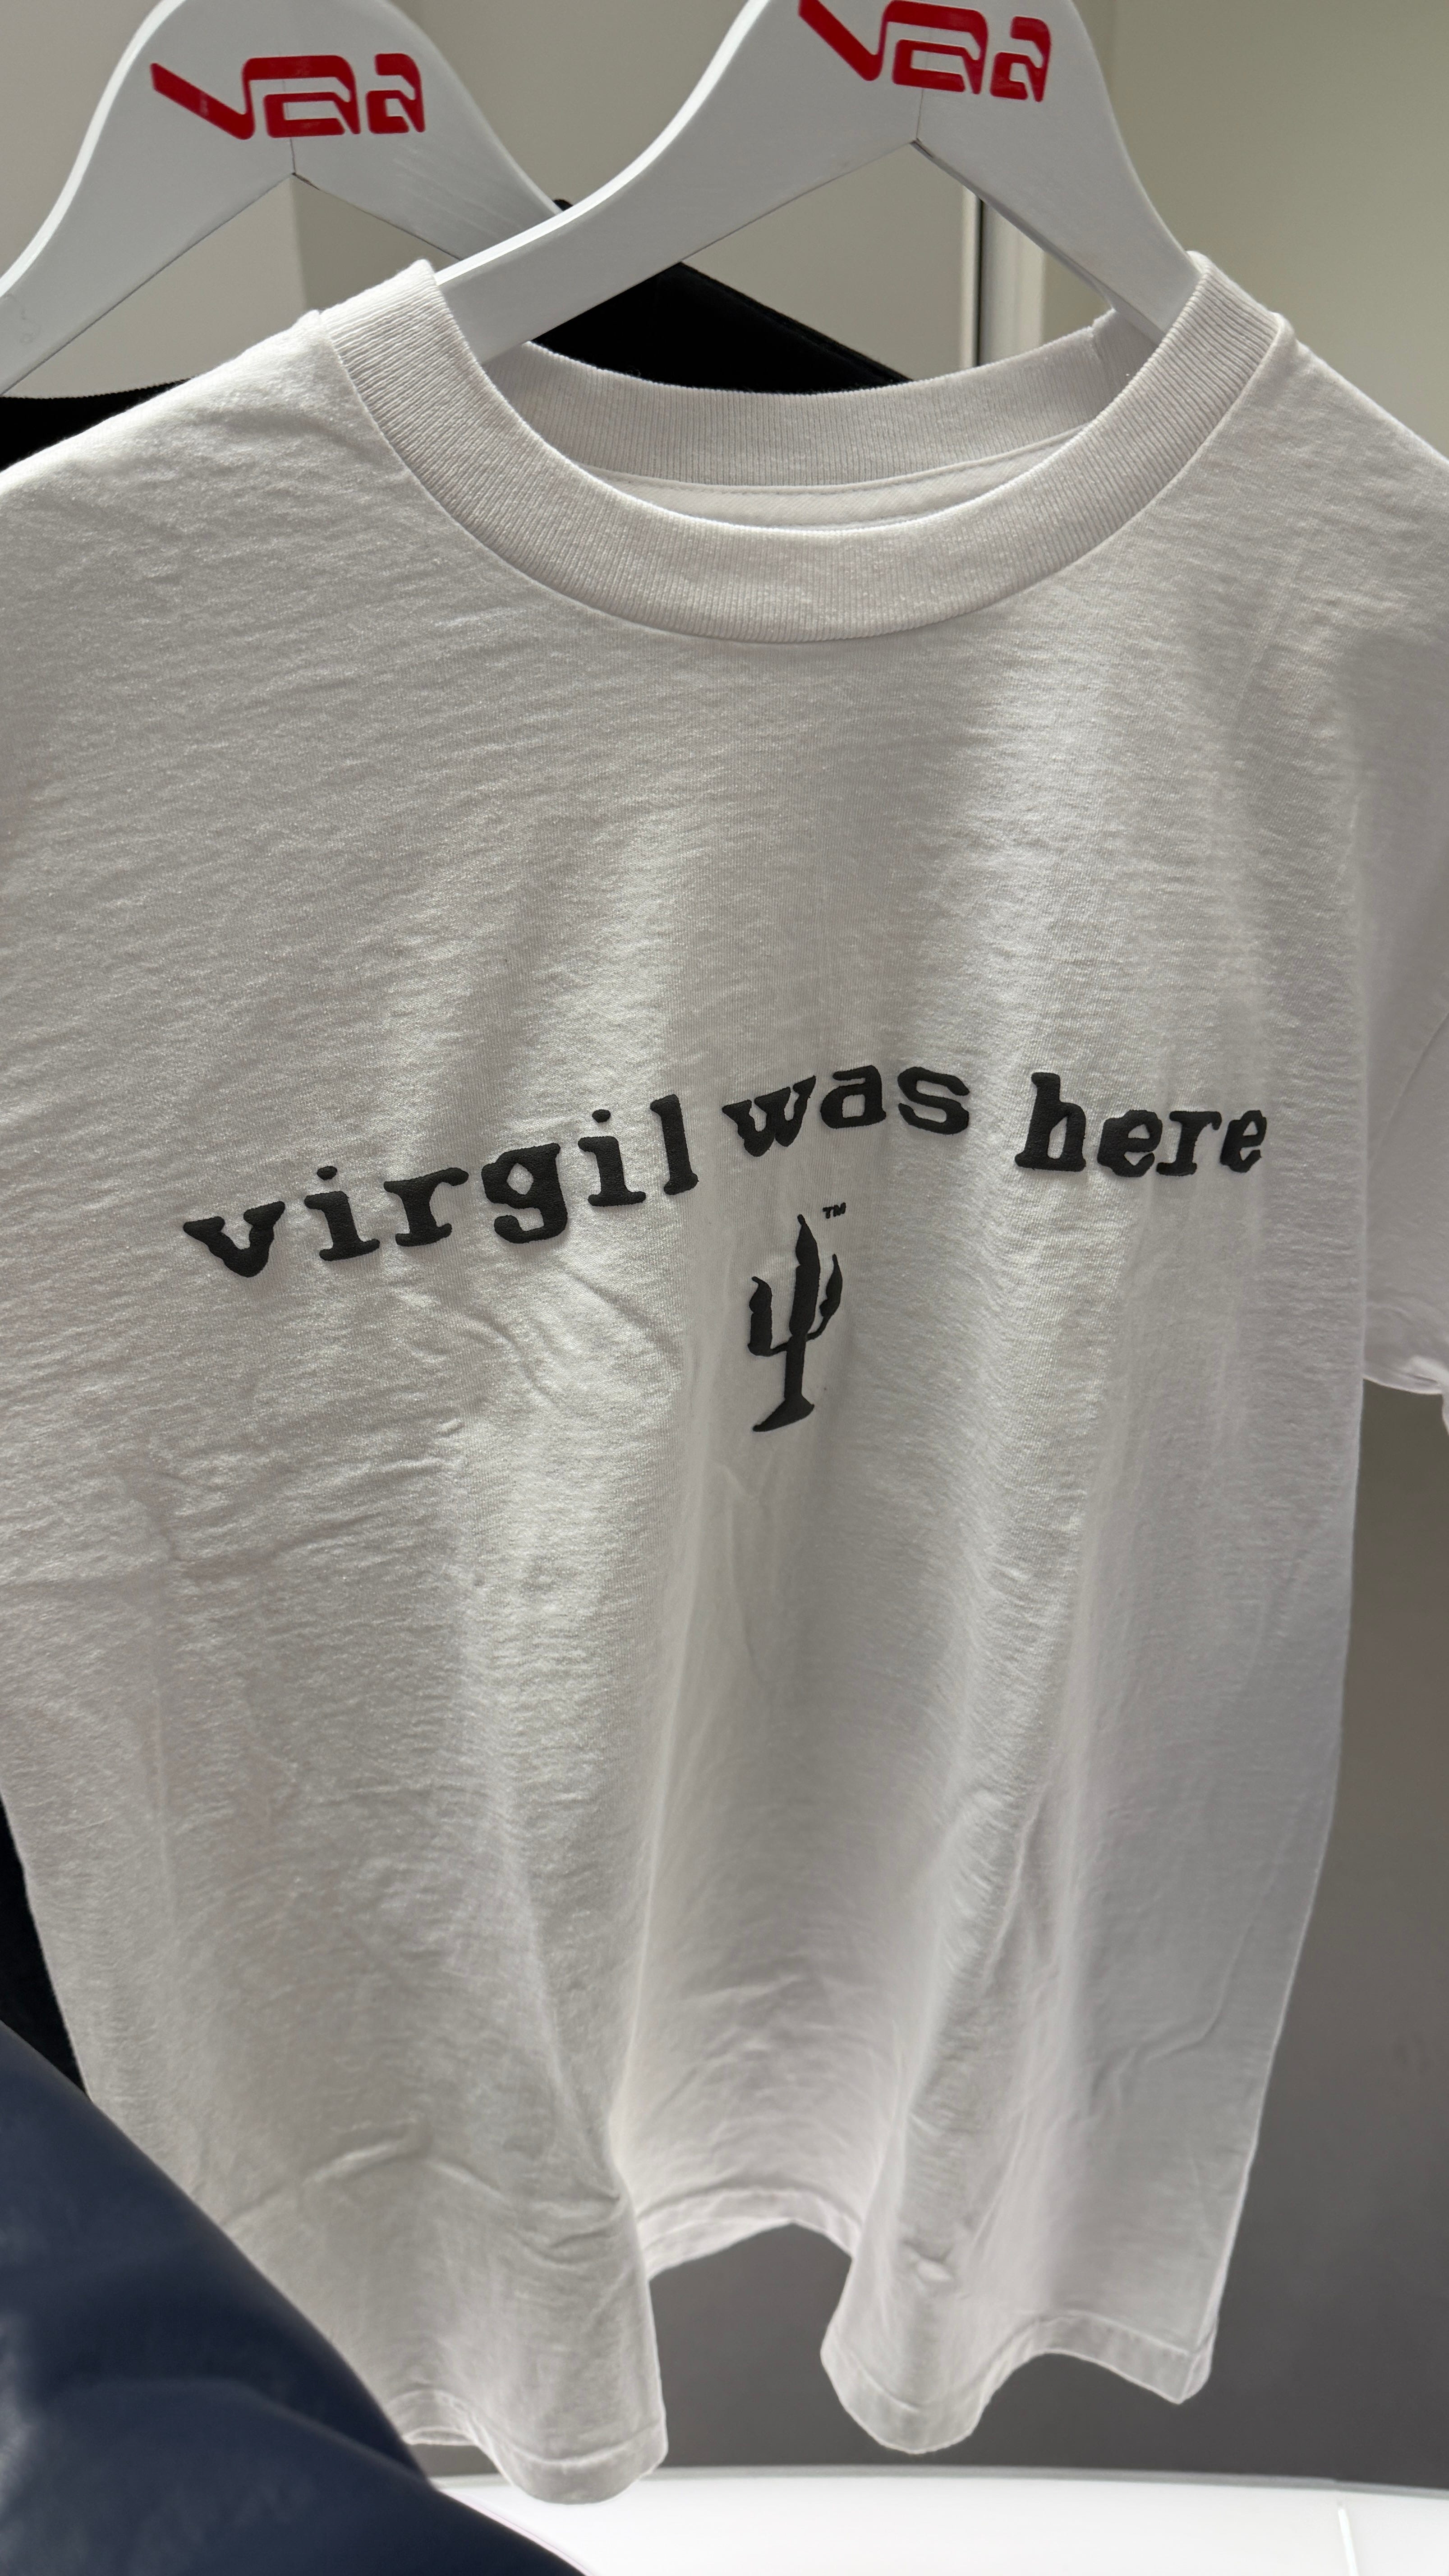 vaa
vaa
virgil was here
™